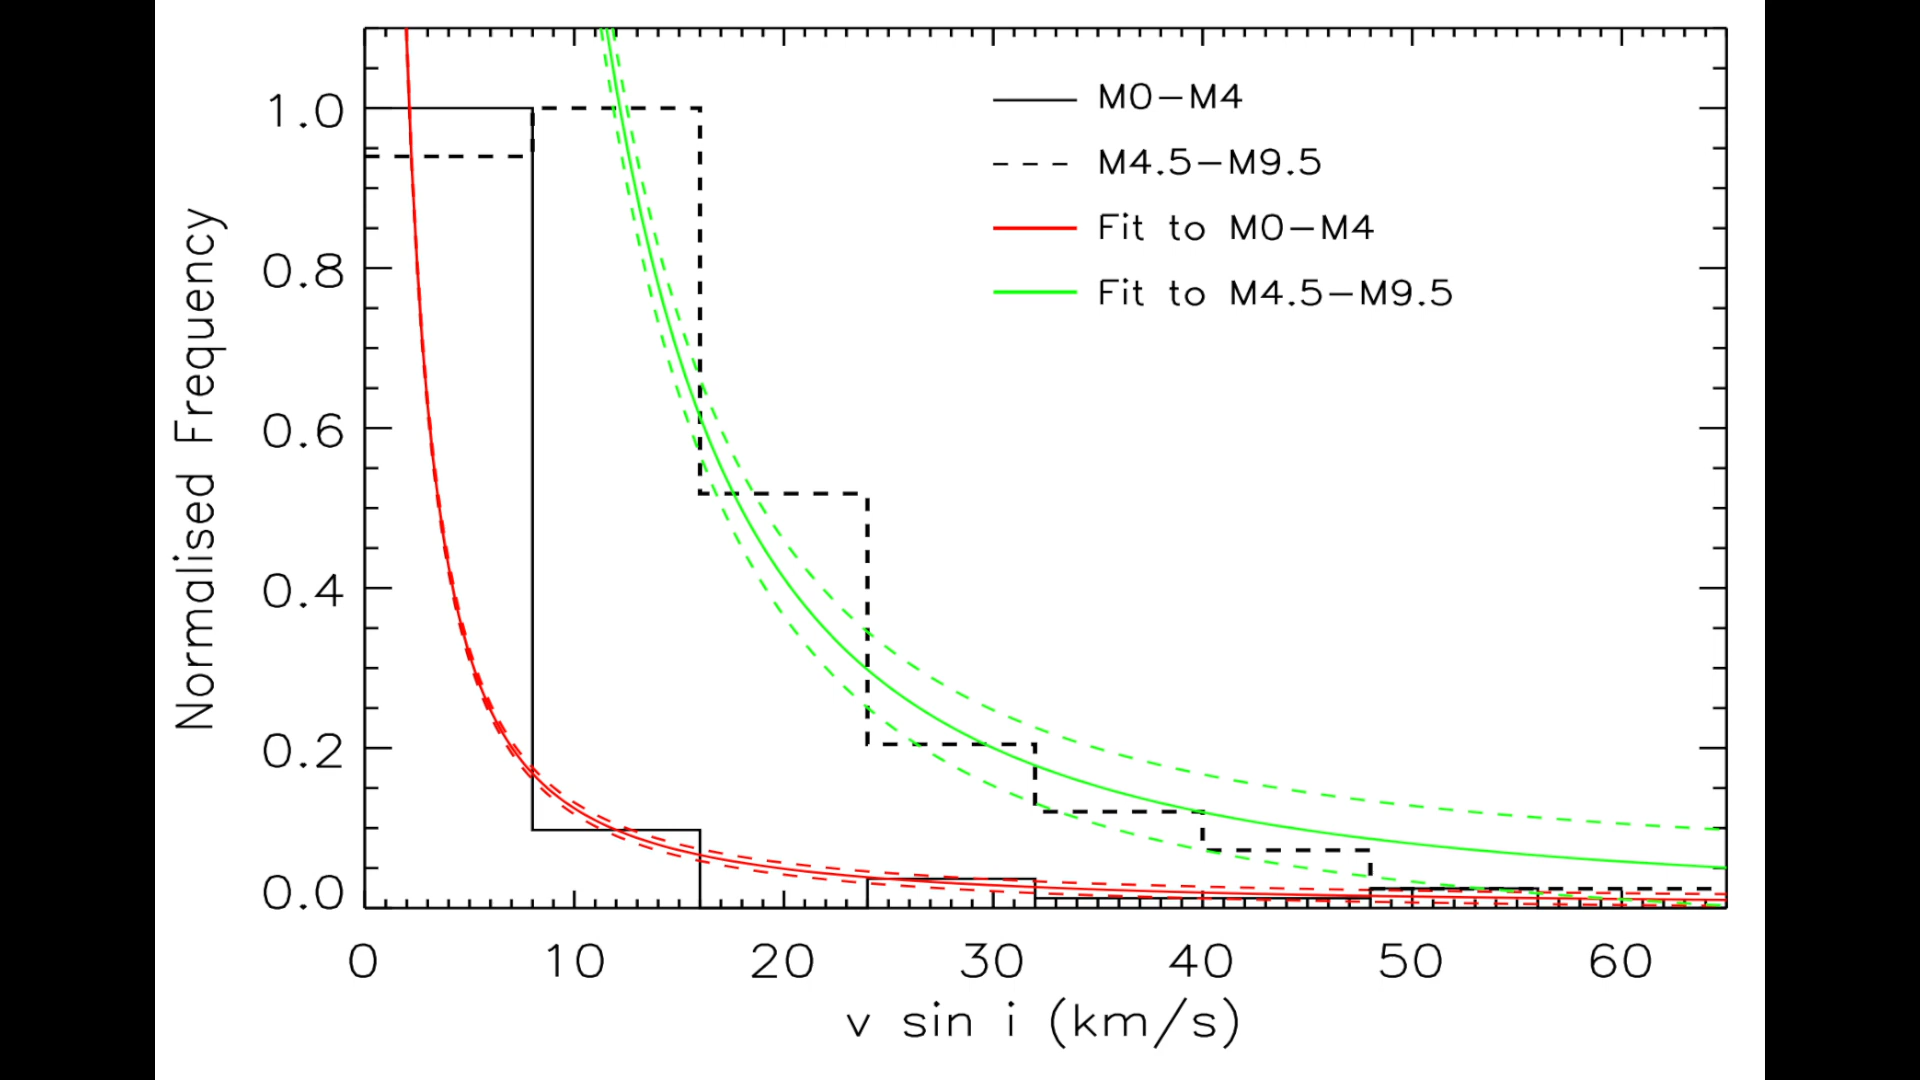 1.0
0.8
0.6
0.4
0.2
0.0
Normalised Frequency
M0-M4
M4.5-M9.5
Fit to M0-M4
Fit to M4.5-M9.5
0 10 20 30 40 50 60
v sin i (km/s)